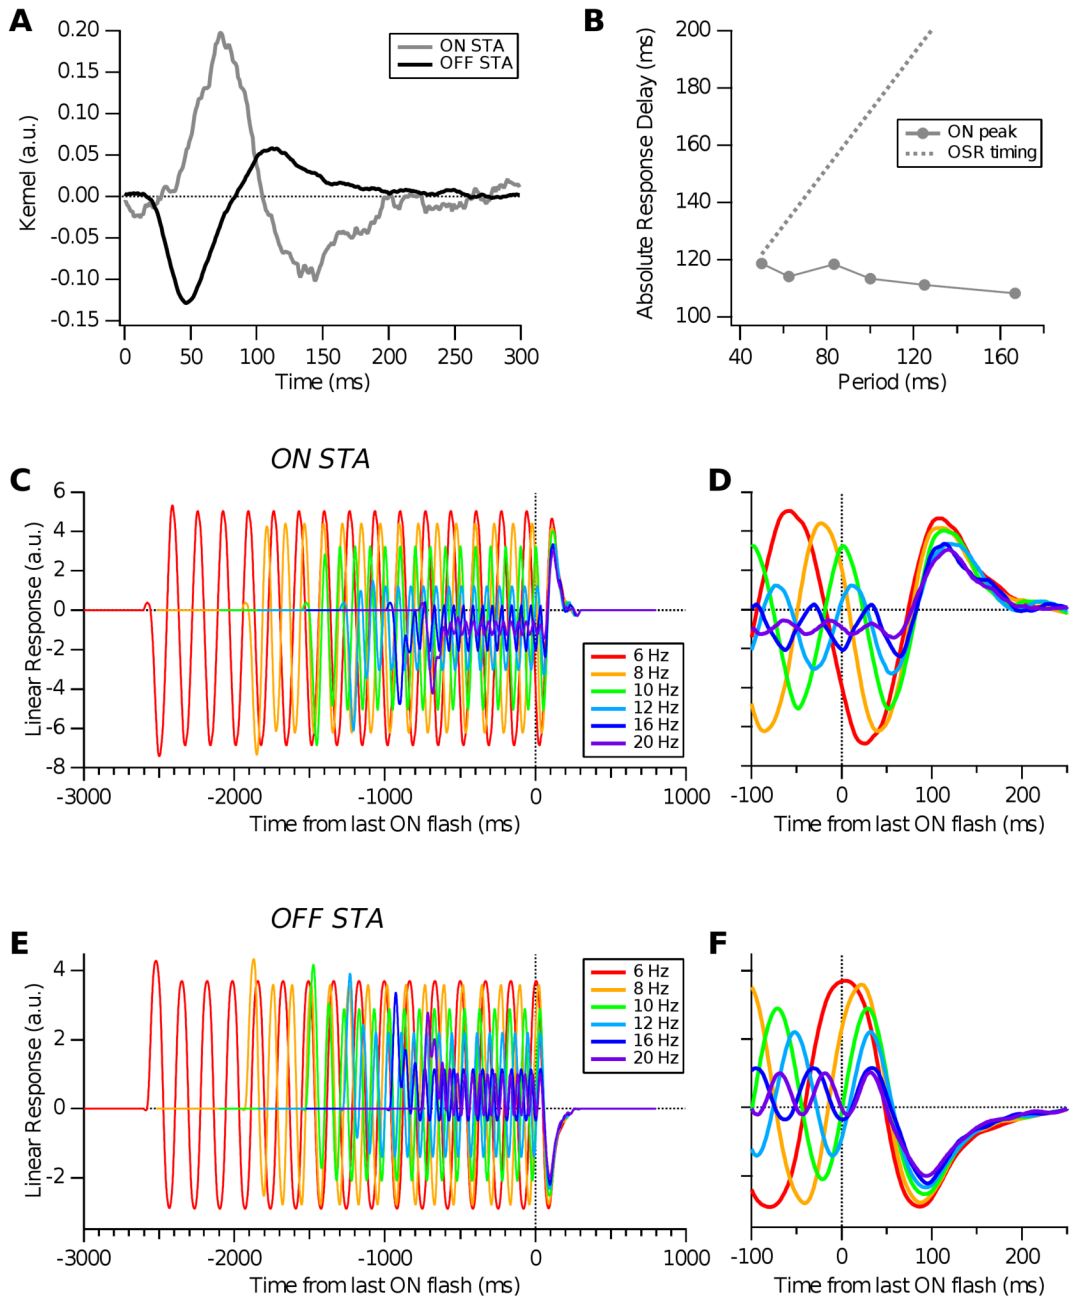 A
0.20
0.15
0.10
0.05
0.00
-0.05
-0.10
-0.15
Kernel (a.u.)
ON STA
OFF STA
0 50 100 150 200 250 300
Time (ms)
B
200
180
160
140
120
100
Absolute Response Delay (ms)
ON peak
OSR timing
40 80 120 160
Period (ms)
ON STA
C
6
4
2
0
-2
-4
-6
-8
Linear Response (a.u.)
6 Hz
8 Hz
10 Hz
12 Hz
16 Hz
20 Hz
-3000 -2000 -1000 0 1000
Time from last ON flash (ms)
D
-100 0 100 200
Time from last ON flash (ms)
OFF STA
E
4
2
0
-2
Linear Response (a.u.)
6 Hz
8 Hz
10 Hz
12 Hz
16 Hz
20 Hz
-3000 -2000 -1000 0 1000
Time from last ON flash (ms)
F
-100 0 100 200
Time from last ON flash (ms)